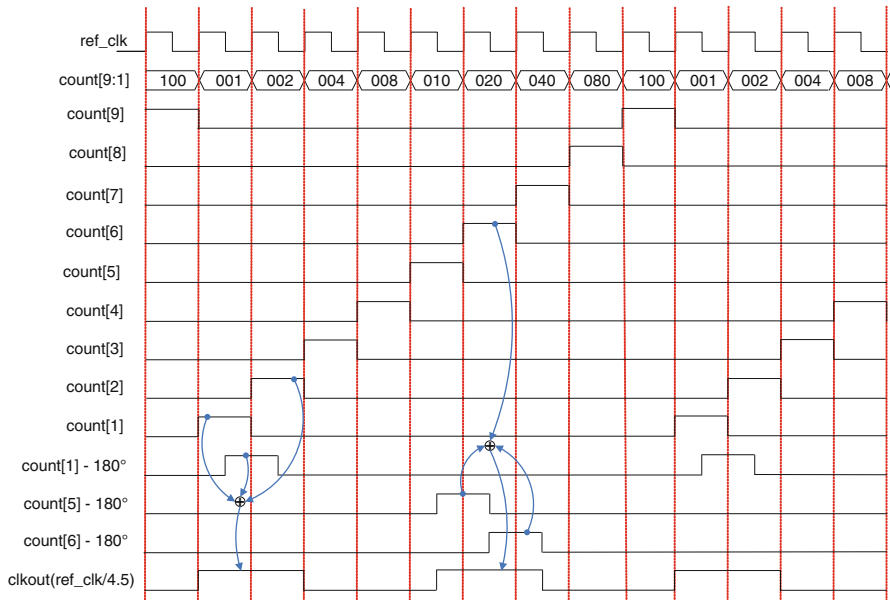 ref_clk
count[9:1] 100 001 002 004 008 010 020 040 080 100 001 002 004 008
count[9]
count[8]
count[7]
count[6]
count[5]
count[4]
count[3]
count[2]
count[1]
count[1] - 180°
count[5] - 180°
count[6] - 180°
clkout(ref_clk/4.5)